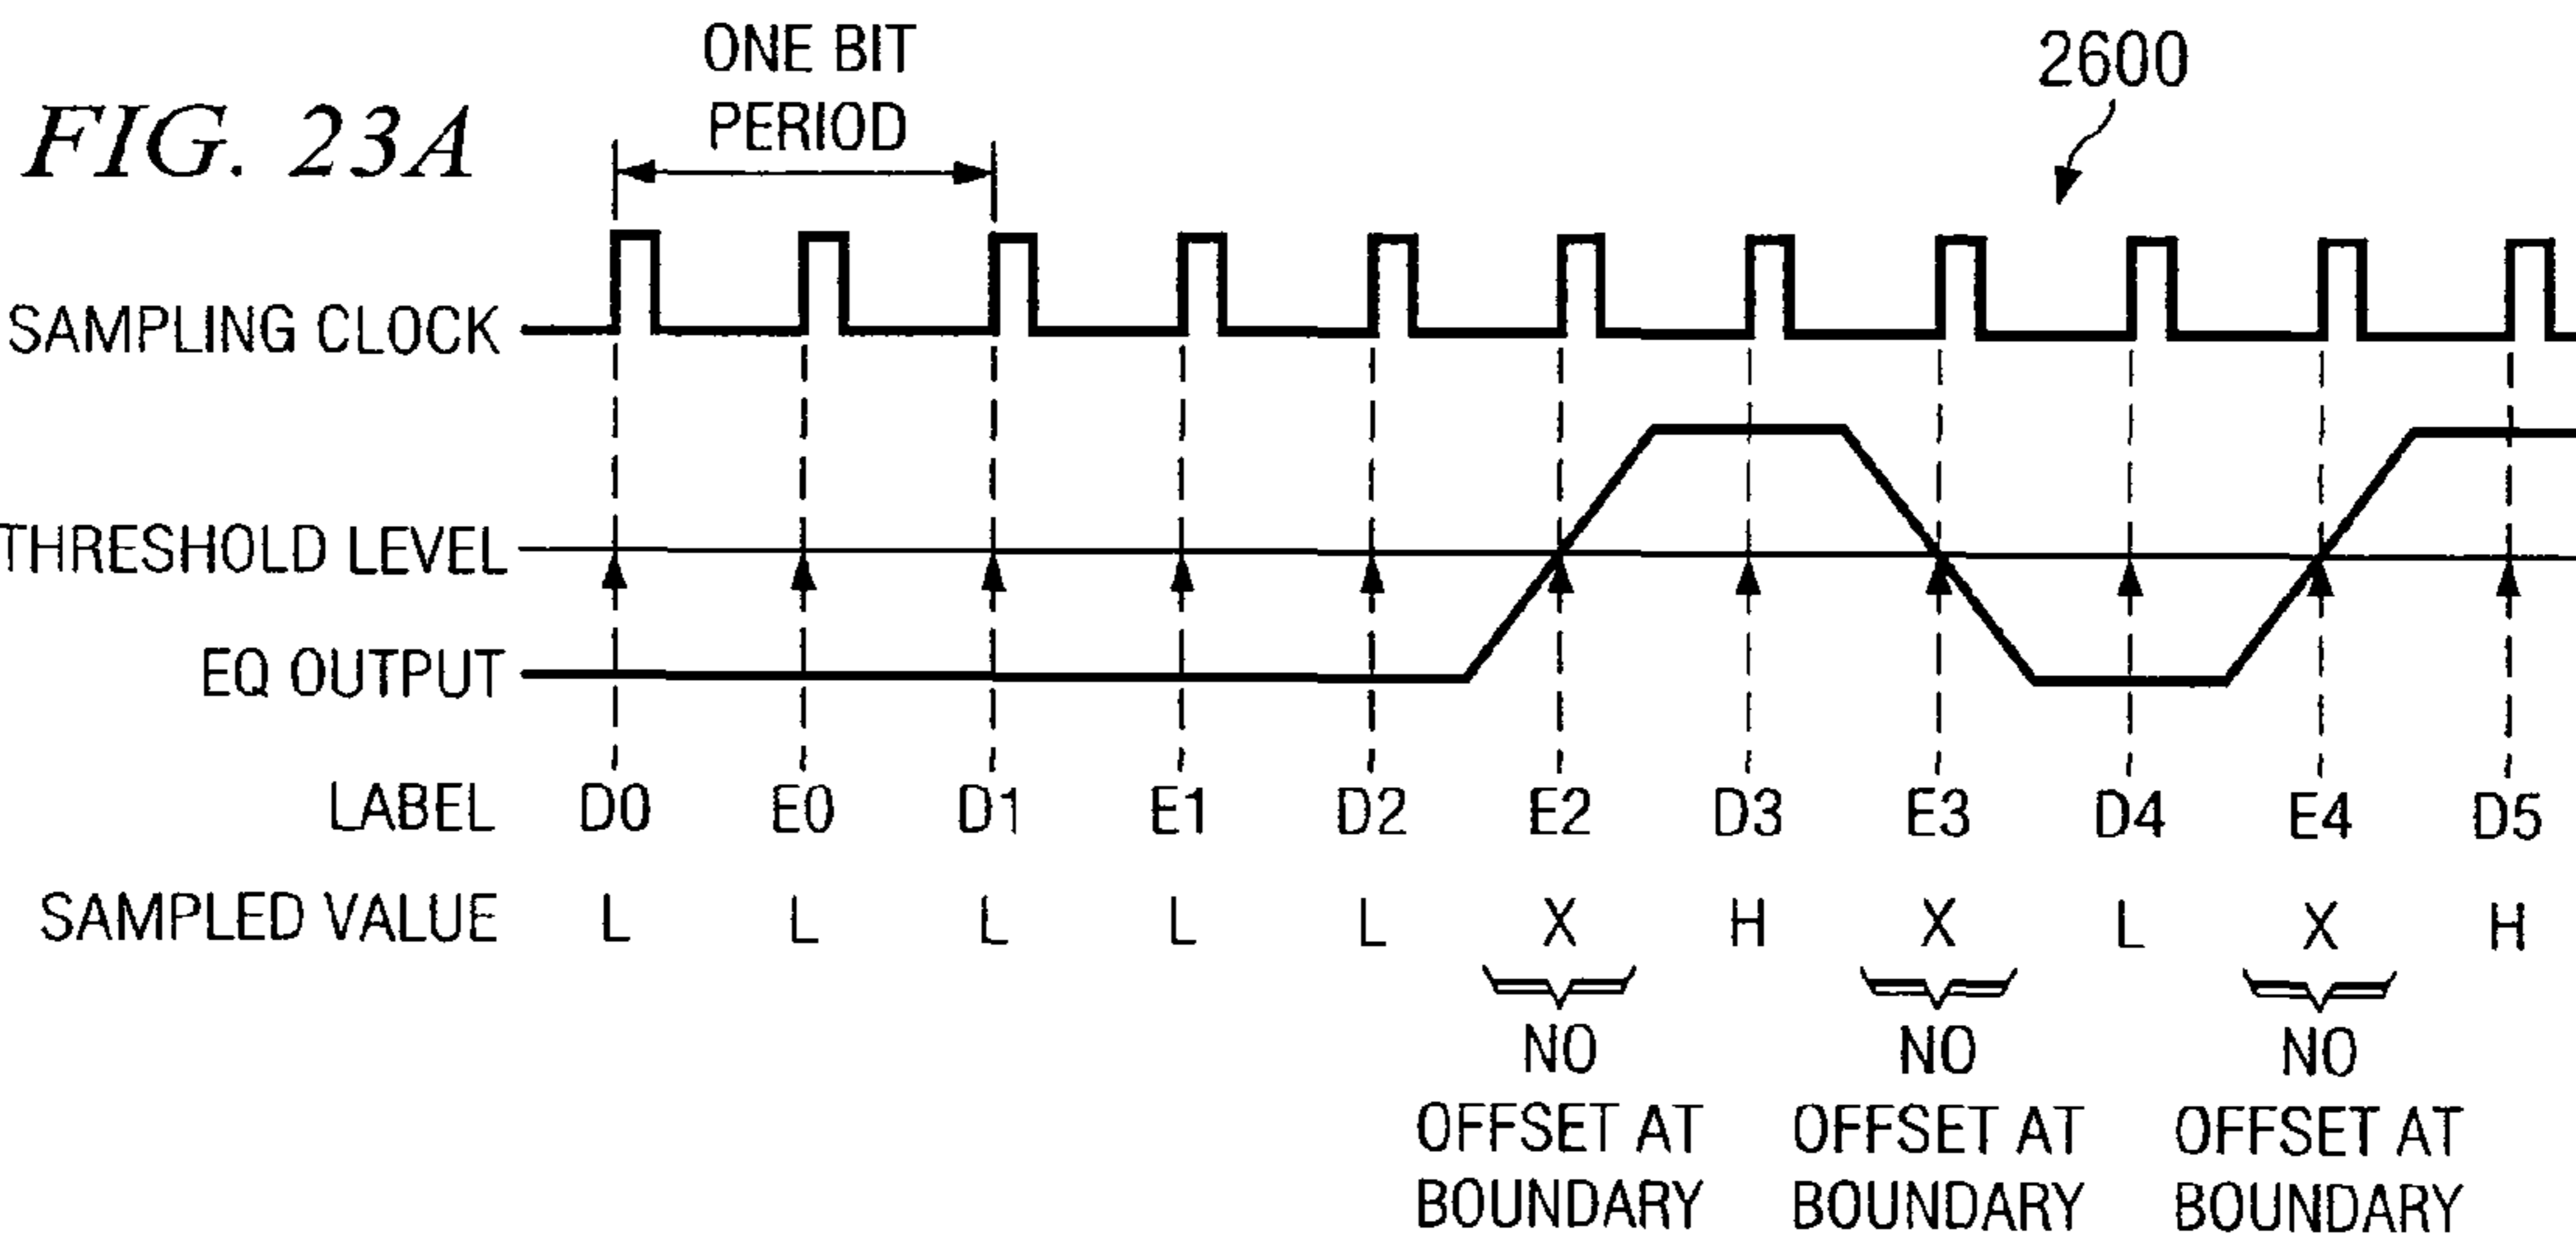 FIG. 23A
ONE BIT
PERIOD
2600
SAMPLING CLOCK
THRESHOLD LEVEL
EQ OUTPUT
LABEL D0 E0 D1 E1 D2 E2 D3 E3 D4 E4 D5
SAMPLED VALUE L L L L L X H X L X H
NO NO NO
OFFSET AT OFFSET AT OFFSET AT
BOUNDARY BOUNDARY BOUNDARY